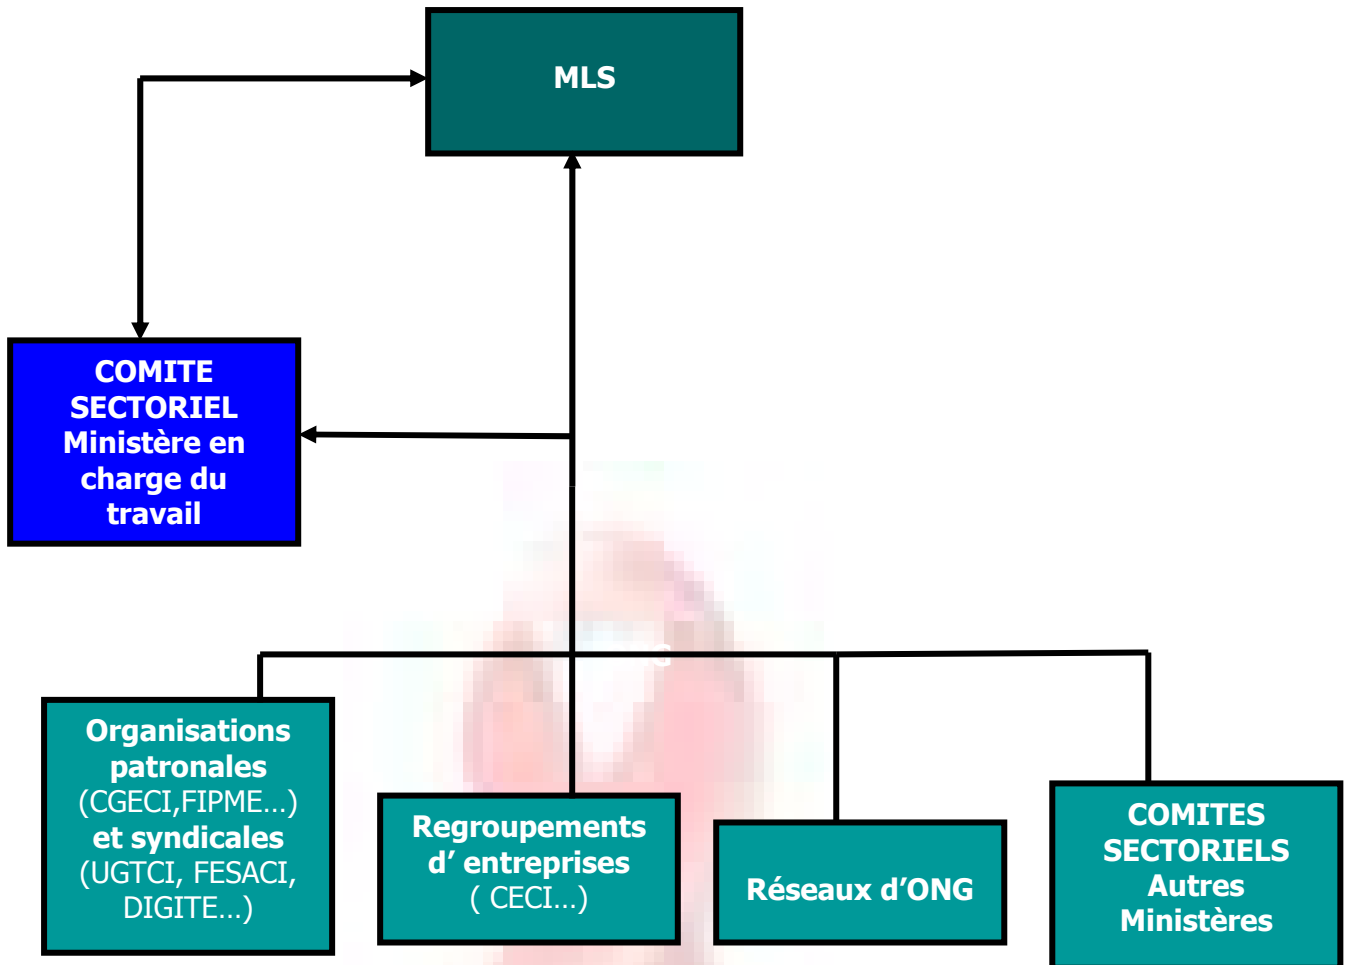 MLS
COMITE
SECTORIEL
Ministère en
charge du
travail
G
Organisations
patronales
(CGECI,FIPME...)
et syndicales
(UGTCI, FESACI,
DIGITE...)
Regroupements
d’ entreprises
( CECI...)
Réseaux d’ONG
COMITES
SECTORIELS
Autres
Ministères